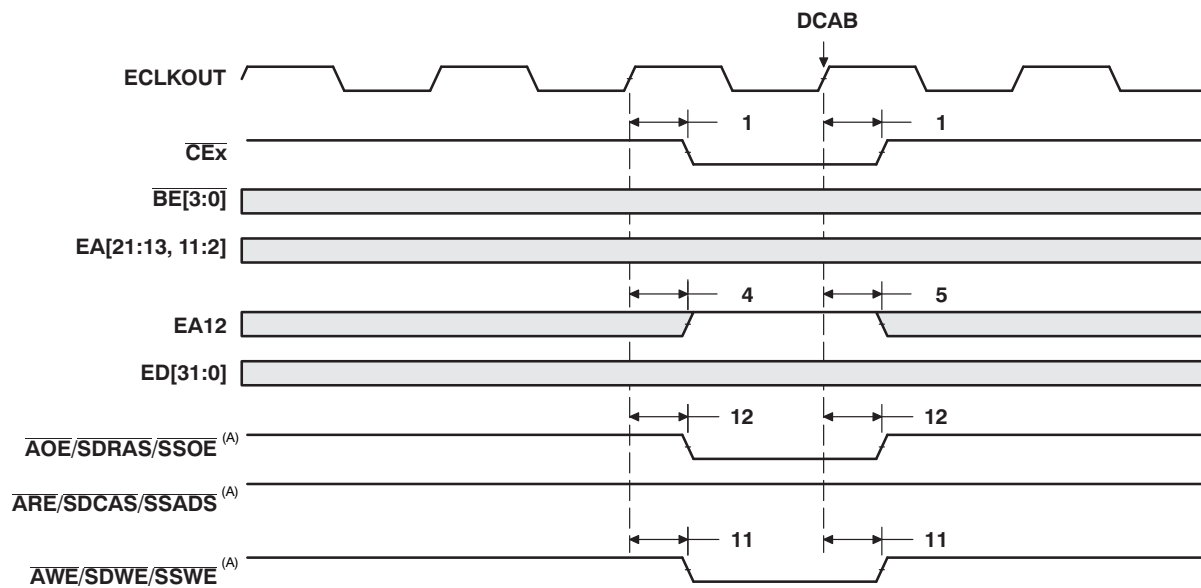 DCAB
ECLKOUT
1 1
CEx
BE[3:0]
EA[21:13, 11:2]
4 5
EA12
ED[31:0]
12 12
AOE/SDRAS/SSOE (A)
ARE/SDCAS/SSADS (A)
11 11
AWE/SDWE/SSWE (A)